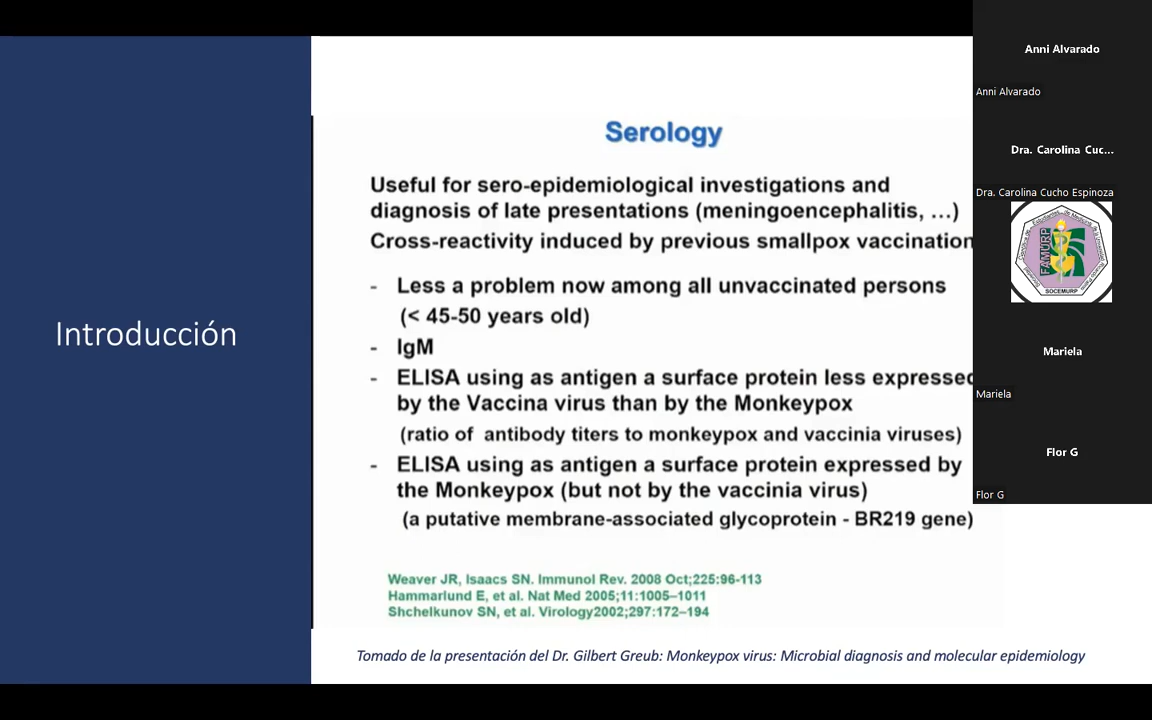 Introducción
Serology
Useful for sero-epidemiological investigations and
diagnosis of late presentations (meningoencephalitis, ...)
Cross-reactivity induced by previous smallpox vaccination
- Less a problem now among all unvaccinated persons
(< 45-50 years old)
- IgM
- ELISA using as antigen a surface protein less expressed
by the Vaccina virus than by the Monkeypox
(ratio of antibody titers to monkeypox and vaccinia viruses)
- ELISA using as antigen a surface protein expressed by
the Monkeypox (but not by the vaccinia virus)
(a putative membrane-associated glycoprotein - BR219 gene)
Weaver JR, Isaacs SN. Immunol Rev. 2008 Oct;225:96-113
Hammarlund E, et al. Nat Med 2005;11:1005–1011
Shchelkunov SN, et al. Virology2002;297:172–194
Tomado de la presentación del Dr. Gilbert Greub: Monkeypox virus: Microbial diagnosis and molecular epidemiology
Anni Alvarado
Anni Alvarado
Dra. Carolina Cuc...
Dra. Carolina Cucho Espinoza
FAMURP
SOCEMURP
Mariela
Mariela
Flor G
Flor G